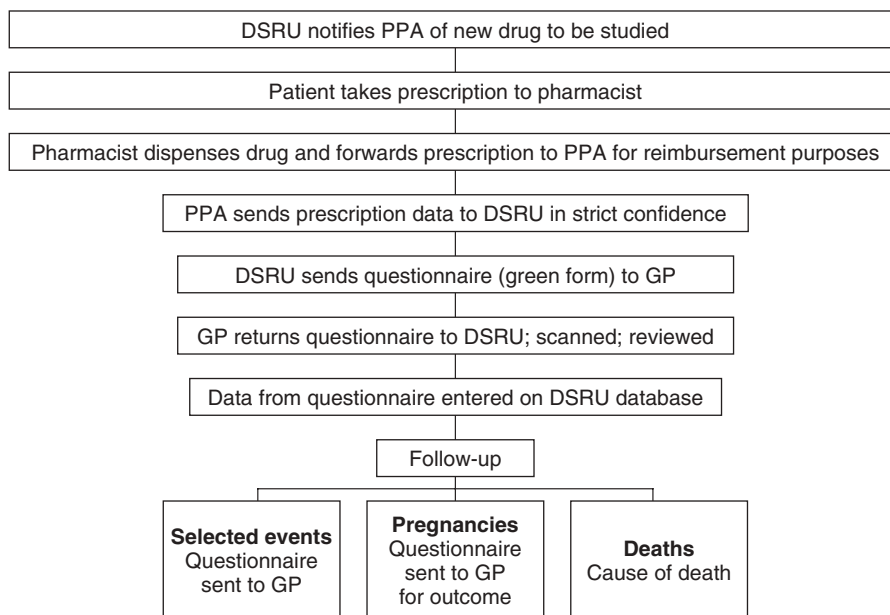 DSRU notifies PPA of new drug to be studied
Patient takes prescription to pharmacist
Pharmacist dispenses drug and forwards prescription to PPA for reimbursement purposes
PPA sends prescription data to DSRU in strict confidence
DSRU sends questionnaire (green form) to GP
GP returns questionnaire to DSRU; scanned; reviewed
Data from questionnaire entered on DSRU database
Follow-up
Selected events
Questionnaire
sent to GP
Pregnancies
Questionnaire
sent to GP
for outcome
Deaths
Cause of death